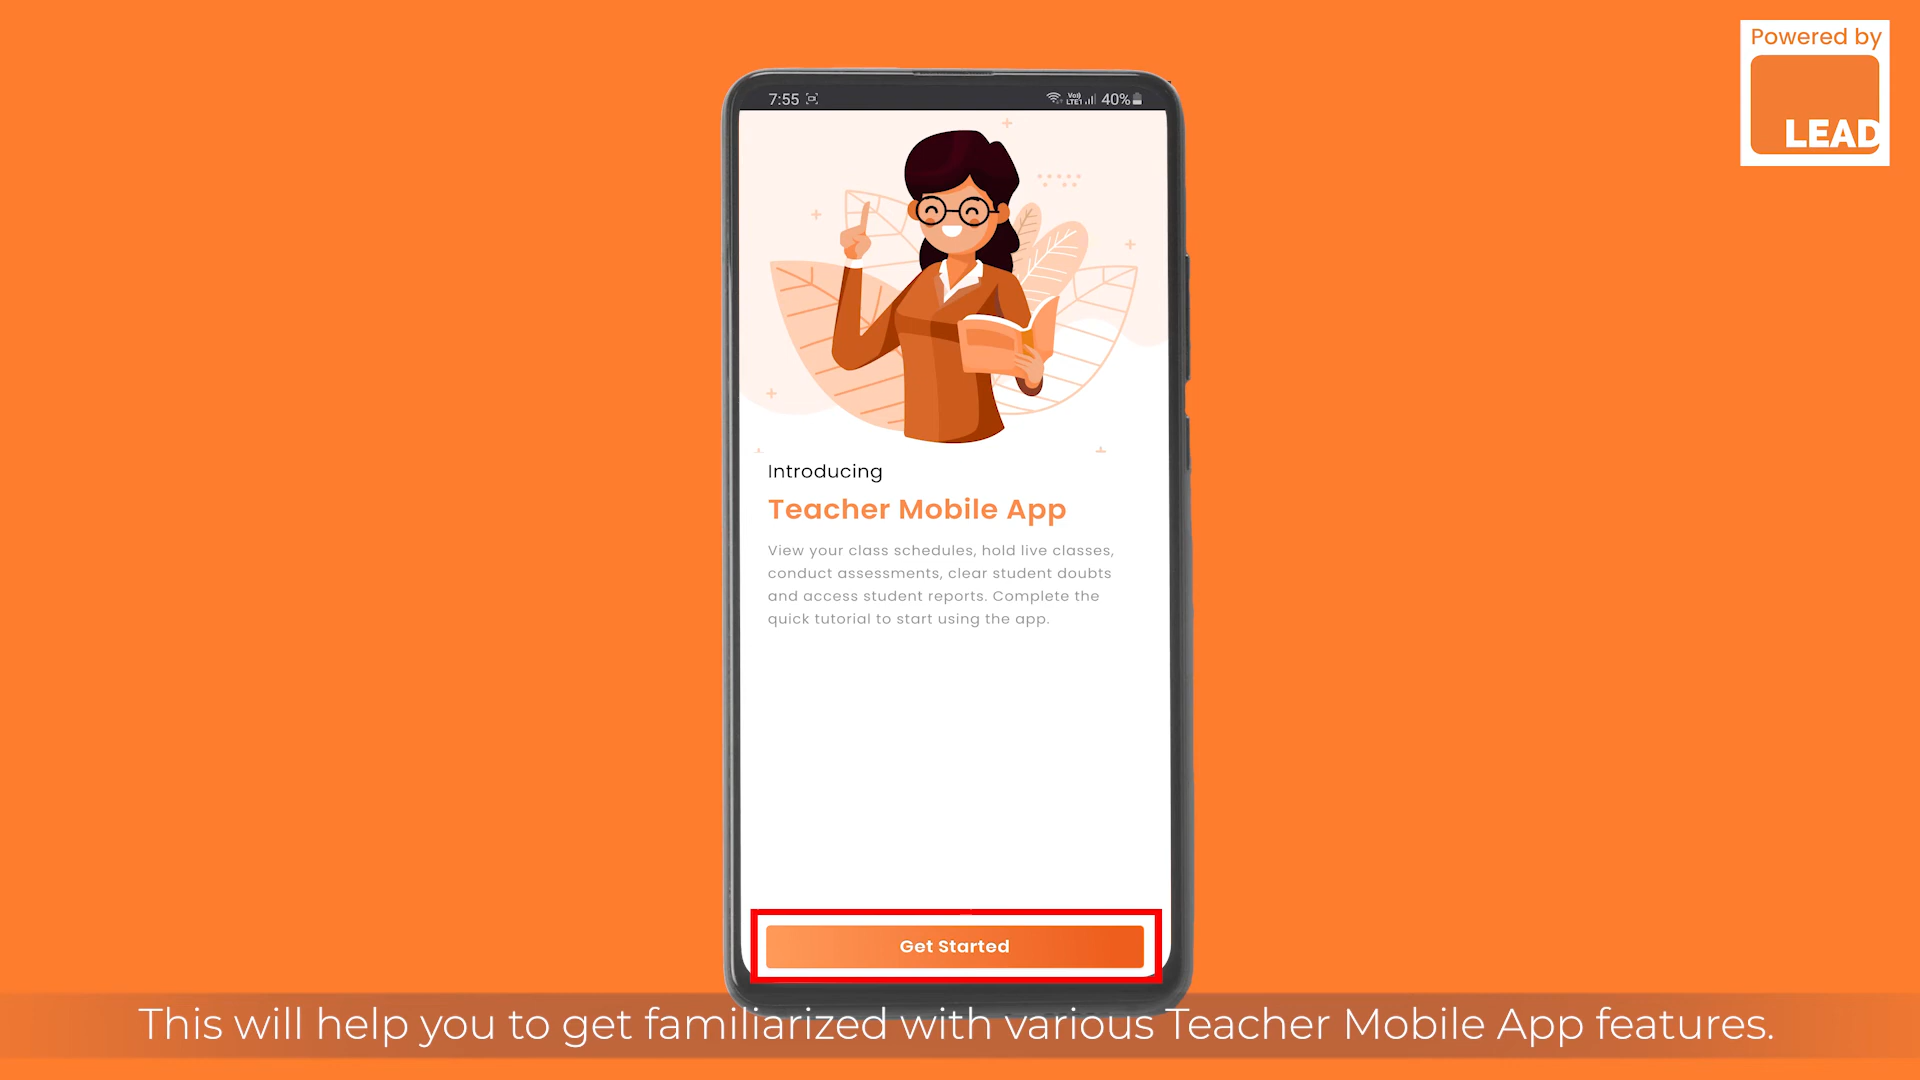 Powered by
LEAD
7:55
Vo)) LTE1 40%
Introducing
Teacher Mobile App
View your class schedules, hold live classes,
conduct assessments, clear student doubts
and access student reports. Complete the
quick tutorial to start using the app.
Get Started
This will help you to get familiarized with various Teacher Mobile App features.